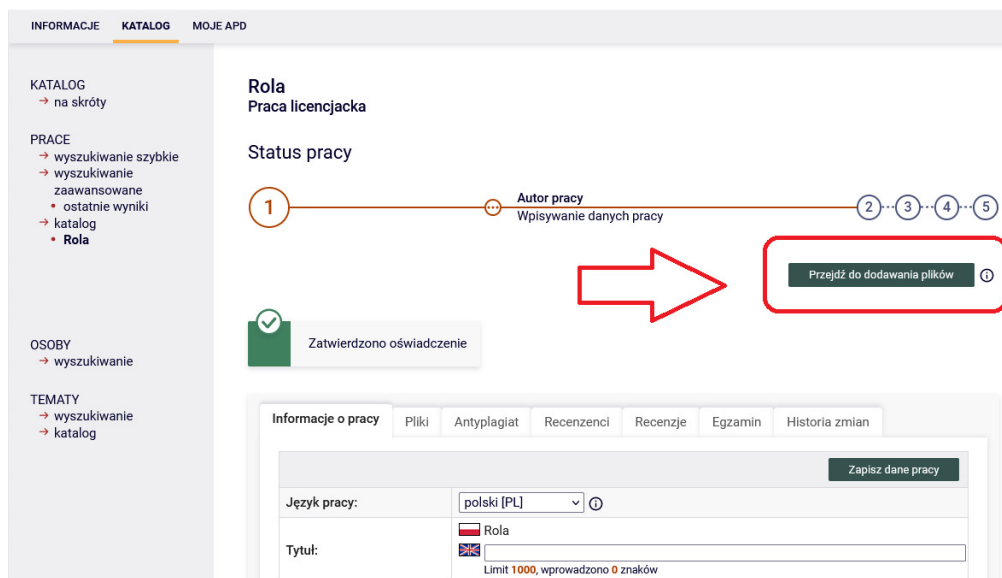 INFORMACJE KATALOG MOJE APD
KATALOG
→ na skróty
PRACE
→ wyszukiwanie szybkie
→ wyszukiwanie
zaawansowane
• ostatnie wyniki
→ katalog
• Rola
OSOBY
→ wyszukiwanie
TEMATY
→ wyszukiwanie
→ katalog
Rola
Praca licencjacka
Status pracy
1
Autor pracy
Wpisywanie danych pracy
2 3 4 5
Przejdź do dodawania plików
Zatwierdzono oświadczenie
Informacje o pracy Pliki Antyplagiat Recenzenci Recenzje Egzamin Historia zmian
Zapisz dane pracy
Język pracy: polski [PL]
Tytuł:
Rola
Limit 1000, wprowadzono 0 znaków